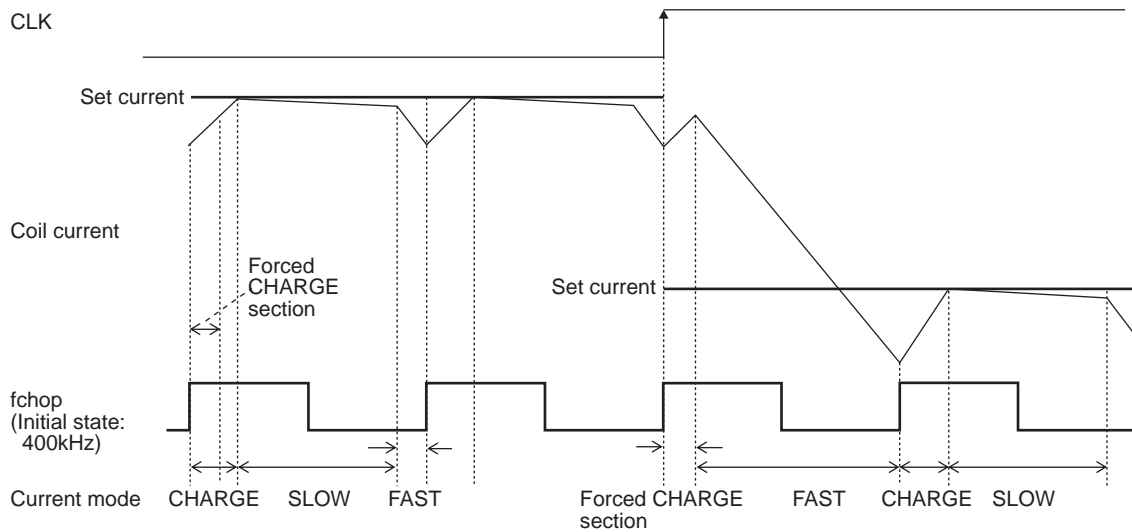 CLK
Set current
Coil current
Forced
CHARGE
section
Set current
fchop
(Initial state:
400kHz)
Current mode CHARGE SLOW FAST Forced CHARGE FAST CHARGE SLOW
section